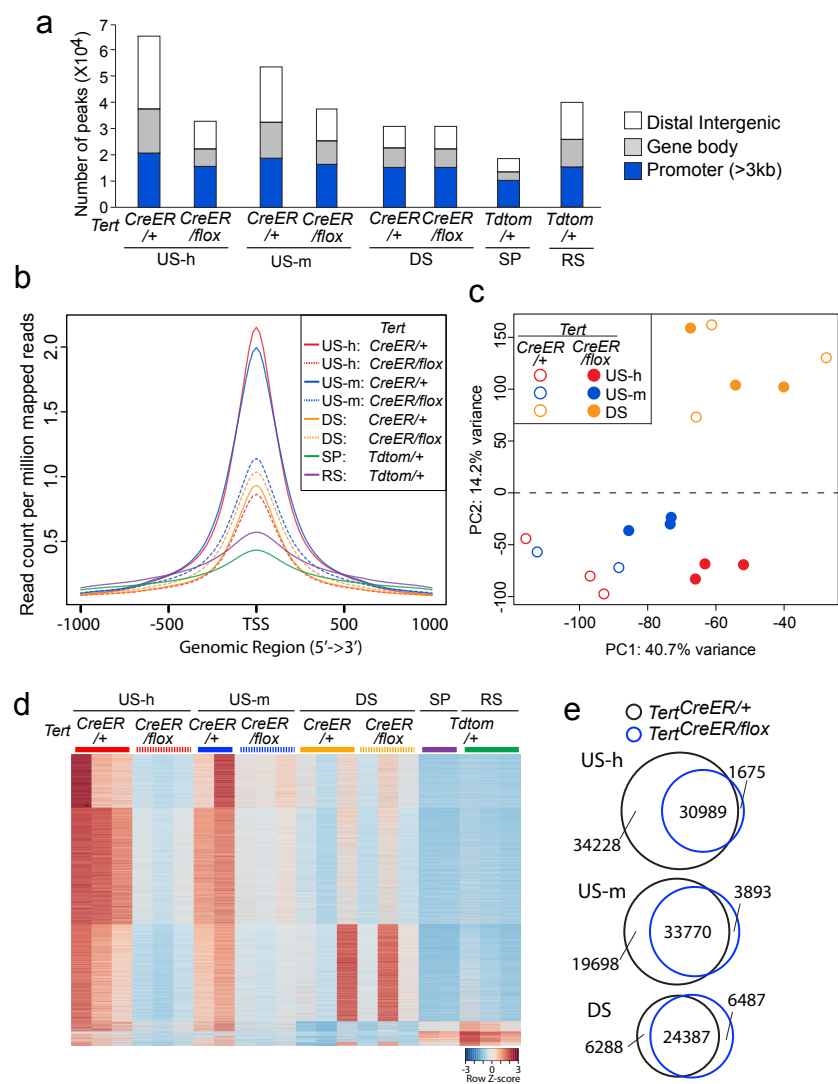 a
Number of peaks (X10⁴)
7
6
5
4
3
2
1
0
Distal Intergenic
Gene body
Promoter (>3kb)
Tert
CreER /+
CreER /flox
CreER /+
CreER /flox
CreER /+
CreER /flox
Tdtom /+
Tdtom /+
US-h
US-m
DS
SP
RS
b
Read count per million mapped reads
2.0
1.5
1.0
0.5
-1000
-500
TSS
500
1000
Genomic Region (5'->3')
Tert
US-h: CreER/+
US-h: CreER/flox
US-m: CreER/+
US-m: CreER/flox
DS: CreER/+
DS: CreER/flox
SP: Tdtom/+
RS: Tdtom/+
c
PC2: 14.2% variance
150
100
50
0
-50
-100
-100
-80
-60
-40
PC1: 40.7% variance
Tert
CreER /+
CreER /flox
US-h
US-m
DS
d
US-h
US-m
DS
SP
RS
Tert
CreER /+
CreER /flox
CreER /+
CreER /flox
CreER /+
CreER /flox
Tdtom /+
-3
0
3
Row Z-score
e
Tert CreER/+
Tert CreER/flox
US-h
1675
30989
34228
US-m
3893
33770
19698
DS
6487
24387
6288